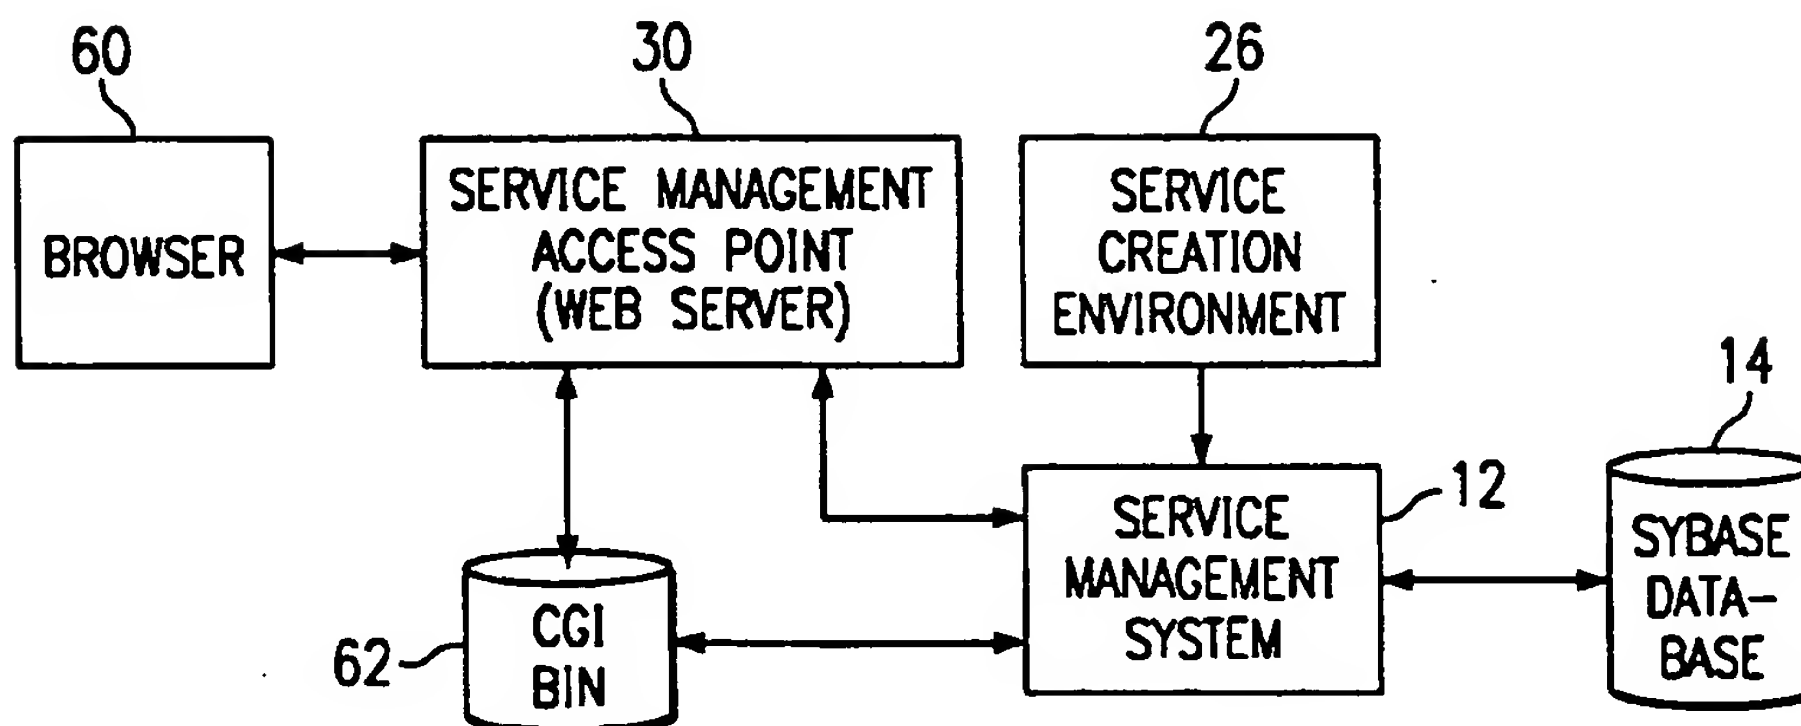 60
30
26
BROWSER
SERVICE MANAGEMENT
ACCESS POINT
(WEB SERVER)
SERVICE
CREATION
ENVIRONMENT
14
12
SERVICE
MANAGEMENT
SYSTEM
SYBASE
DATA-
BASE
62
CGI
BIN